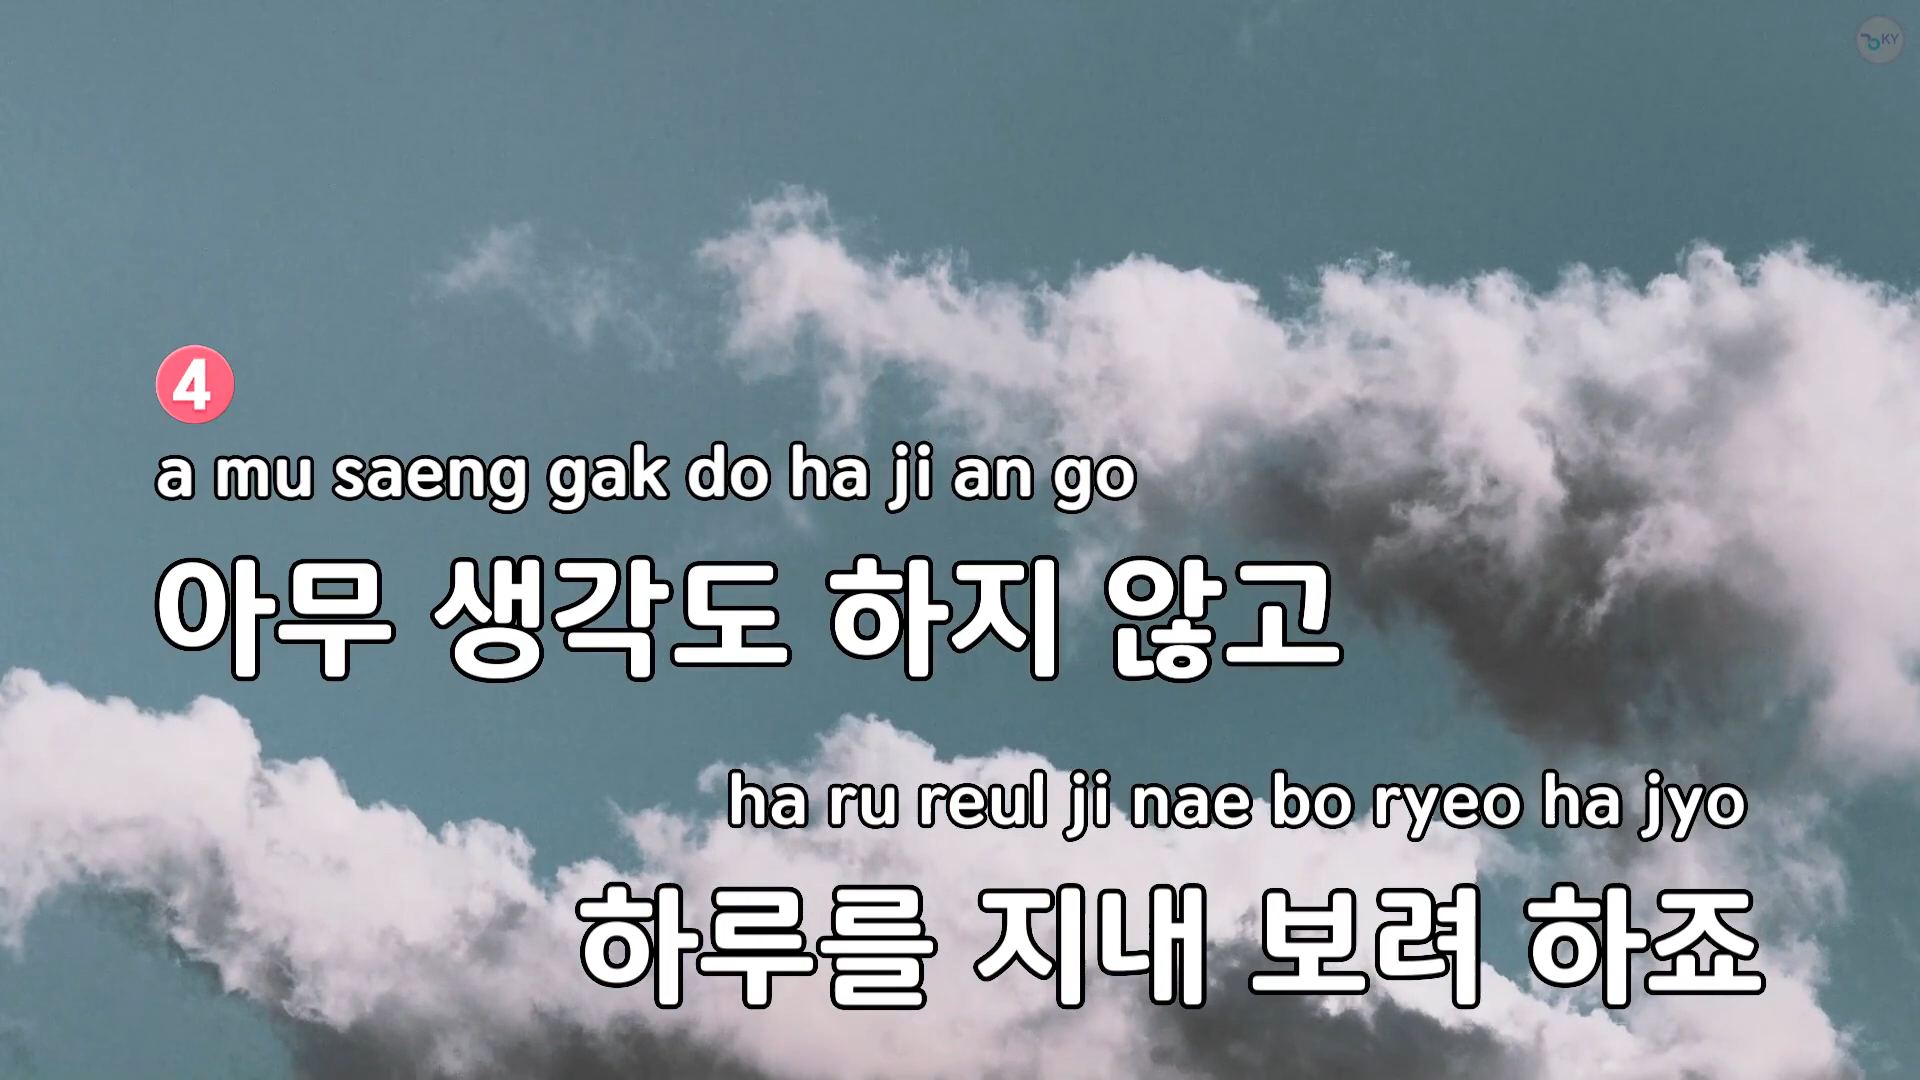 KY
4
a mu saeng gak do ha ji an go
아무 생각도 하지 않고
ha ru reul ji nae bo ryeo ha jyo
하루를 지내 보려 하죠